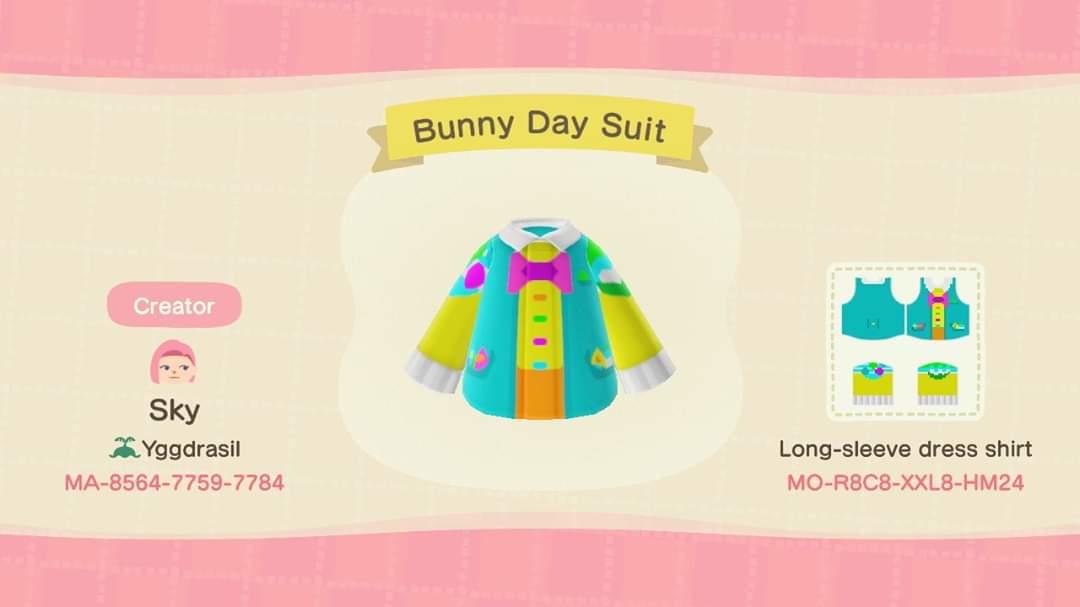 Bunny Day Suit
Creator
Sky
Yggdrasil
MA-8564-7759-7784
Long-sleeve dress shirt
MO-R8C8-XXL8-HM24